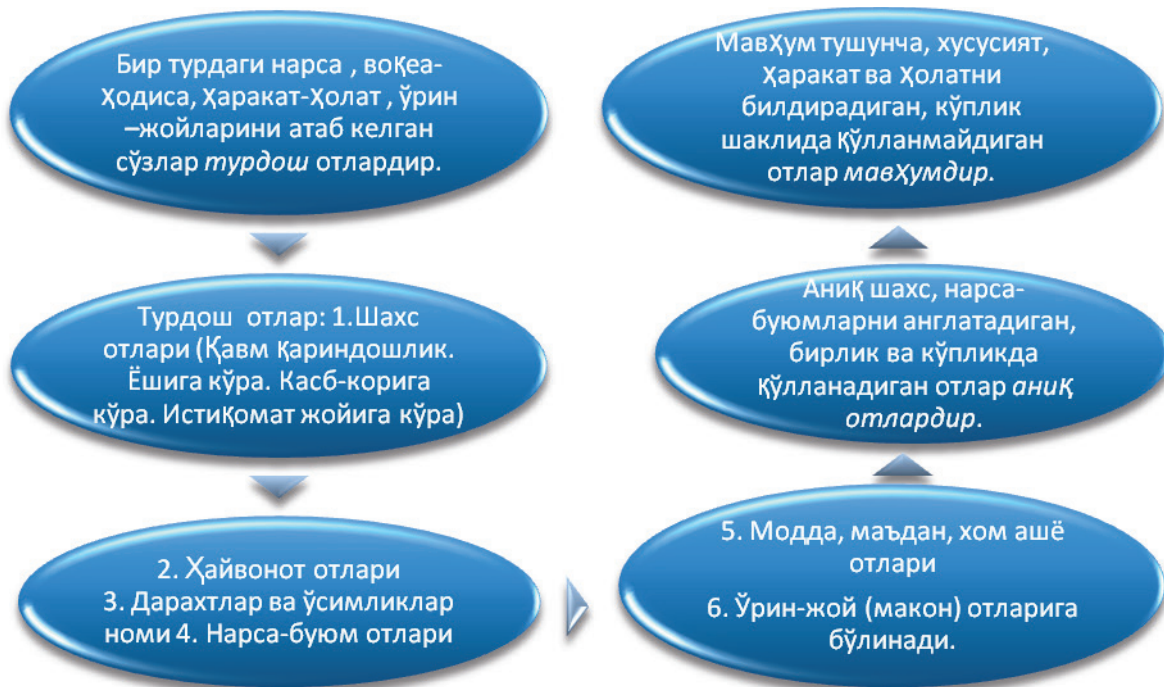 Бир турдаги нарса , воқеа-
ҳодиса, ҳаракат-ҳолат , ўрин
–жойларини атаб келган
сўзлар турдош отлардир.
Турдош  отлар: 1.Шахс
отлари (Қавм қариндошлик.
Ёшига кўра. Касб-корига
кўра. Истиқомат жойига кўра)
2. Ҳайвонот отлари
3. Дарахтлар ва ўсимликлар
номи 4. Нарса-буюм отлари
5. Модда, маъдан, хом ашё
отлари
6. Ўрин-жой (макон) отларига
бўлинади.
Аниқ шахс, нарса-
буюмларни англатадиган,
бирлик ва кўпликда
қўлланадиган отлар аниқ
отлардир.
Мавҳум тушунча, хусусият,
ҳаракат ва ҳолатни
билдирадиган, кўплик
шаклида қўлланмайдиган
отлар мавҳумдир.